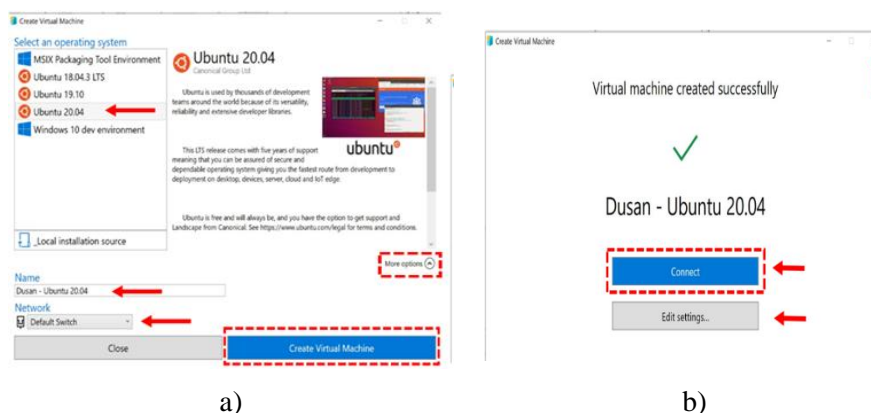 Create Virtual Machine
Select an operating system
MSIX Packaging Tool Environment
Ubuntu 18.04.3 LTS
Ubuntu 19.10
Ubuntu 20.04
Windows 10 dev environment
_Local installation source
Ubuntu 20.04
Canonical Group Ltd
Ubuntu is used by thousands of development
teams around the world because of its versatility,
reliability and extensive developer libraries.
ubuntu
This LTS release comes with five years of support
meaning that you can be assured of secure and
dependable operating system giving you the fastest route from development to
deployment on desktop, devices, server, cloud and IoT edge.
Ubuntu is free and will always be, and you have the option to get support and
Landscape from Canonical. See https://www.ubuntu.com/legal for terms and conditions.
More options
Name
Dusan - Ubuntu 20.04
Network
Default Switch
Close
Create Virtual Machine
a)
Create Virtual Machine
Virtual machine created successfully
Dusan - Ubuntu 20.04
Connect
Edit settings...
b)